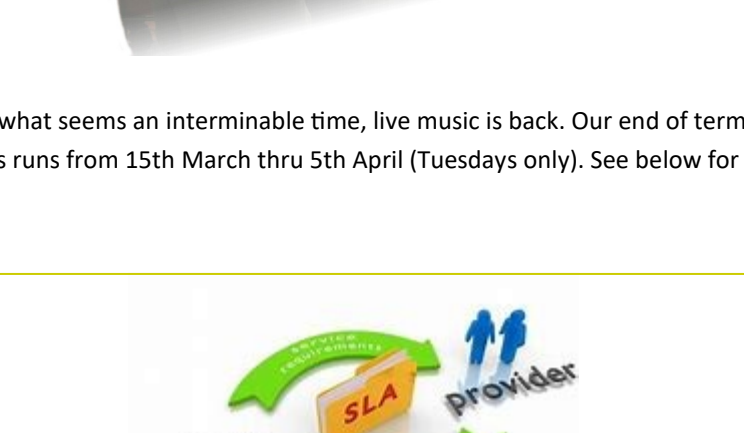 what seems an interminable time, live music is back. Our end of term
s runs from 15th March thru 5th April (Tuesdays only). See below for
service
requirements
SLA
provider